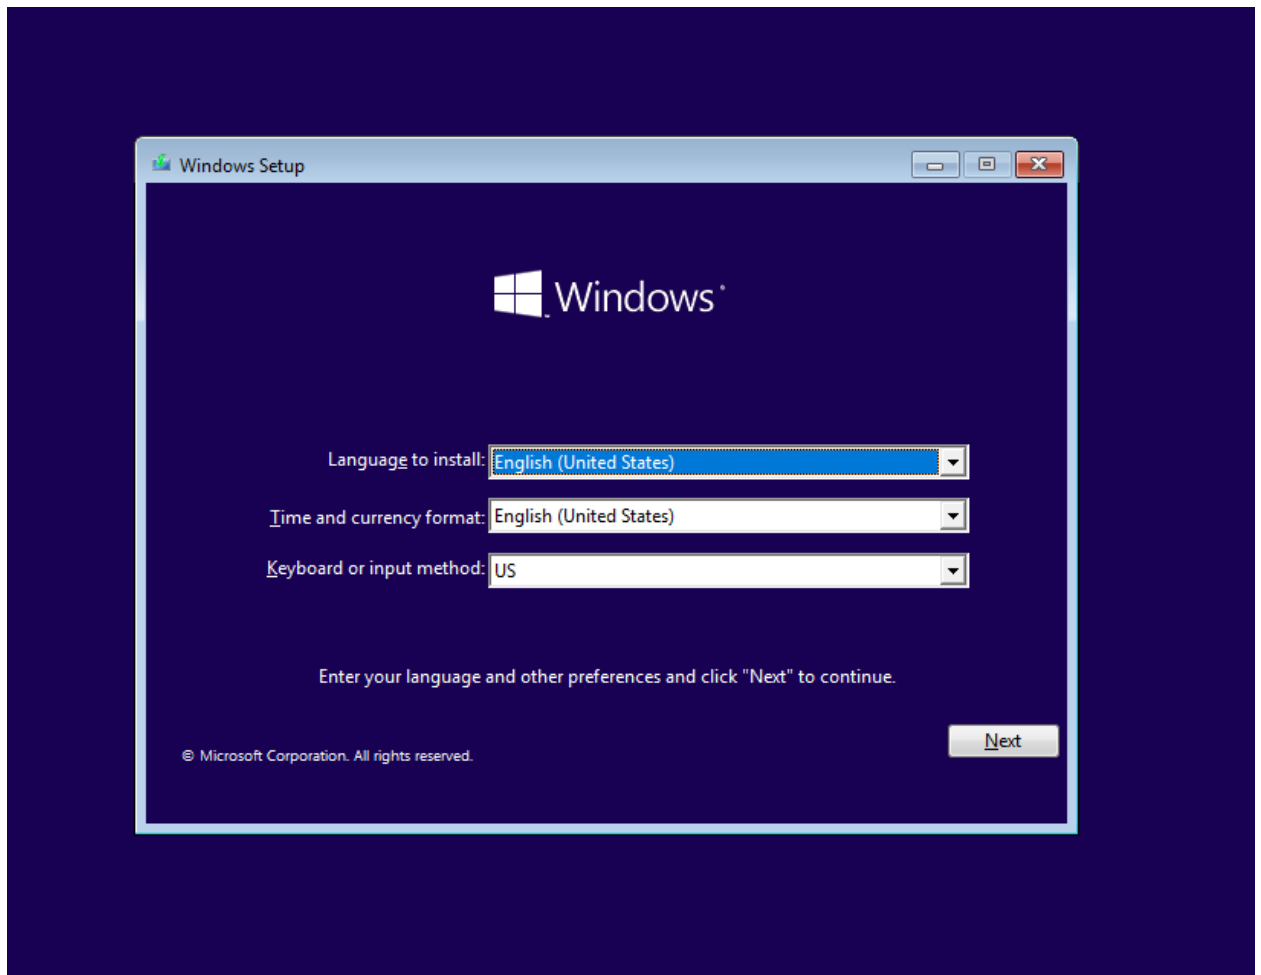 Windows Setup
Windows
Language to install: English (United States)
Time and currency format: English (United States)
Keyboard or input method: US
Enter your language and other preferences and click "Next" to continue.
Next
© Microsoft Corporation. All rights reserved.